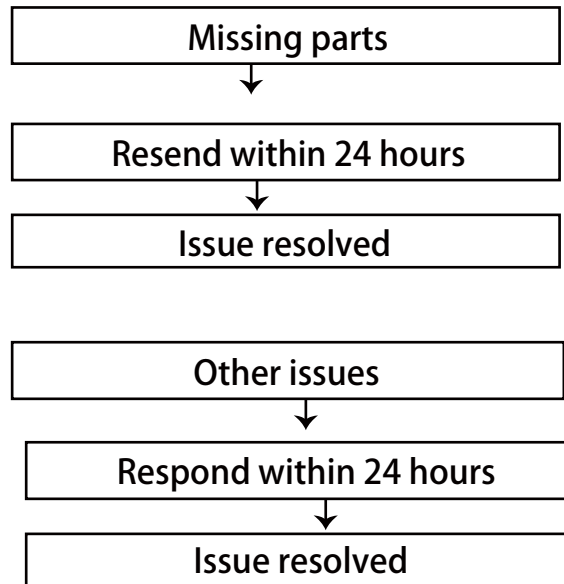 Missing parts
Resend within 24 hours
Issue resolved
Other issues
Respond within 24 hours
Issue resolved